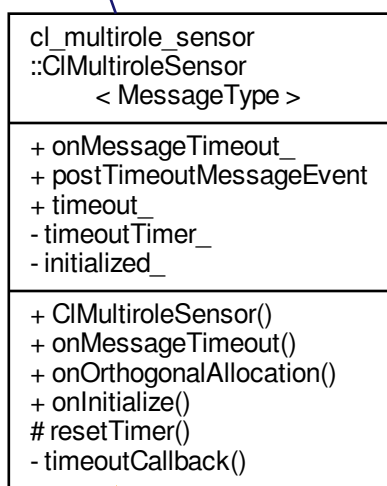 cl_multirole_sensor
::ClMultiroleSensor
< MessageType >
+ onMessageTimeout_
+ postTimeoutMessageEvent
+ timeout_
- timeoutTimer_
- initialized_
+ ClMultiroleSensor()
+ onMessageTimeout()
+ onOrthogonalAllocation()
+ onInitialize()
# resetTimer()
- timeoutCallback()